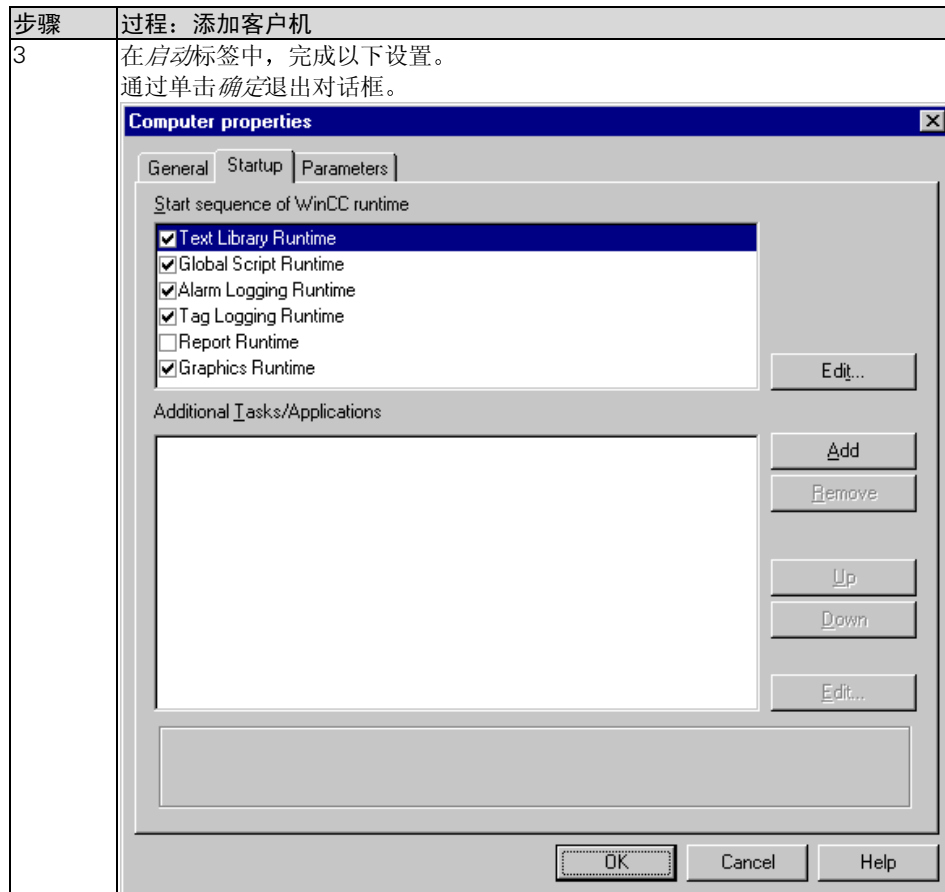 步骤 过程：添加客户机
3 在启动标签中，完成以下设置。
通过单击确定退出对话框。
Computer properties
General Startup Parameters
Start sequence of WinCC runtime
Text Library Runtime
Global Script Runtime
Alarm Logging Runtime
Tag Logging Runtime
Report Runtime
Graphics Runtime
Edit...
Additional Tasks/Applications
Add
Remove
Up
Down
Edit...
OK Cancel Help